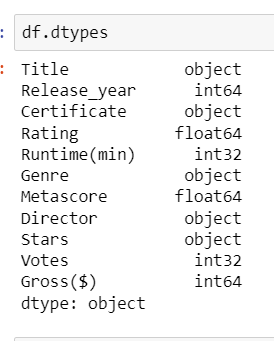 df.dtypes
Title object
Release_year int64
Certificate object
Rating float64
Runtime(min) int32
Genre object
Metascore float64
Director object
Stars object
Votes int32
Gross($) int64
dtype: object